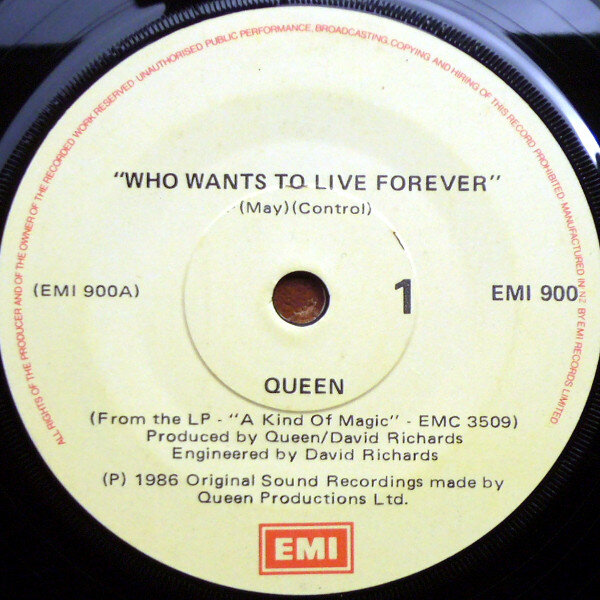 ALL RIGHTS OF THE PRODUCER AND OF THE OWNER OF THE RECORDED WORK RESERVED. UNAUTHORISED PUBLIC PERFORMANCE, BROADCASTING, COPYING AND HIRING OF THIS RECORD PROHIBITED. MANUFACTURED IN NZ BY EMI RECORDS LIMITED
"WHO WANTS TO LIVE FOREVER"
(May) (Control)
(EMI 900A) 1 EMI 900
QUEEN
(From the LP - "A Kind Of Magic" - EMC 3509)
Produced by Queen/David Richards
Engineered by David Richards
(P) 1986 Original Sound Recordings made by
Queen Productions Ltd.
EMI